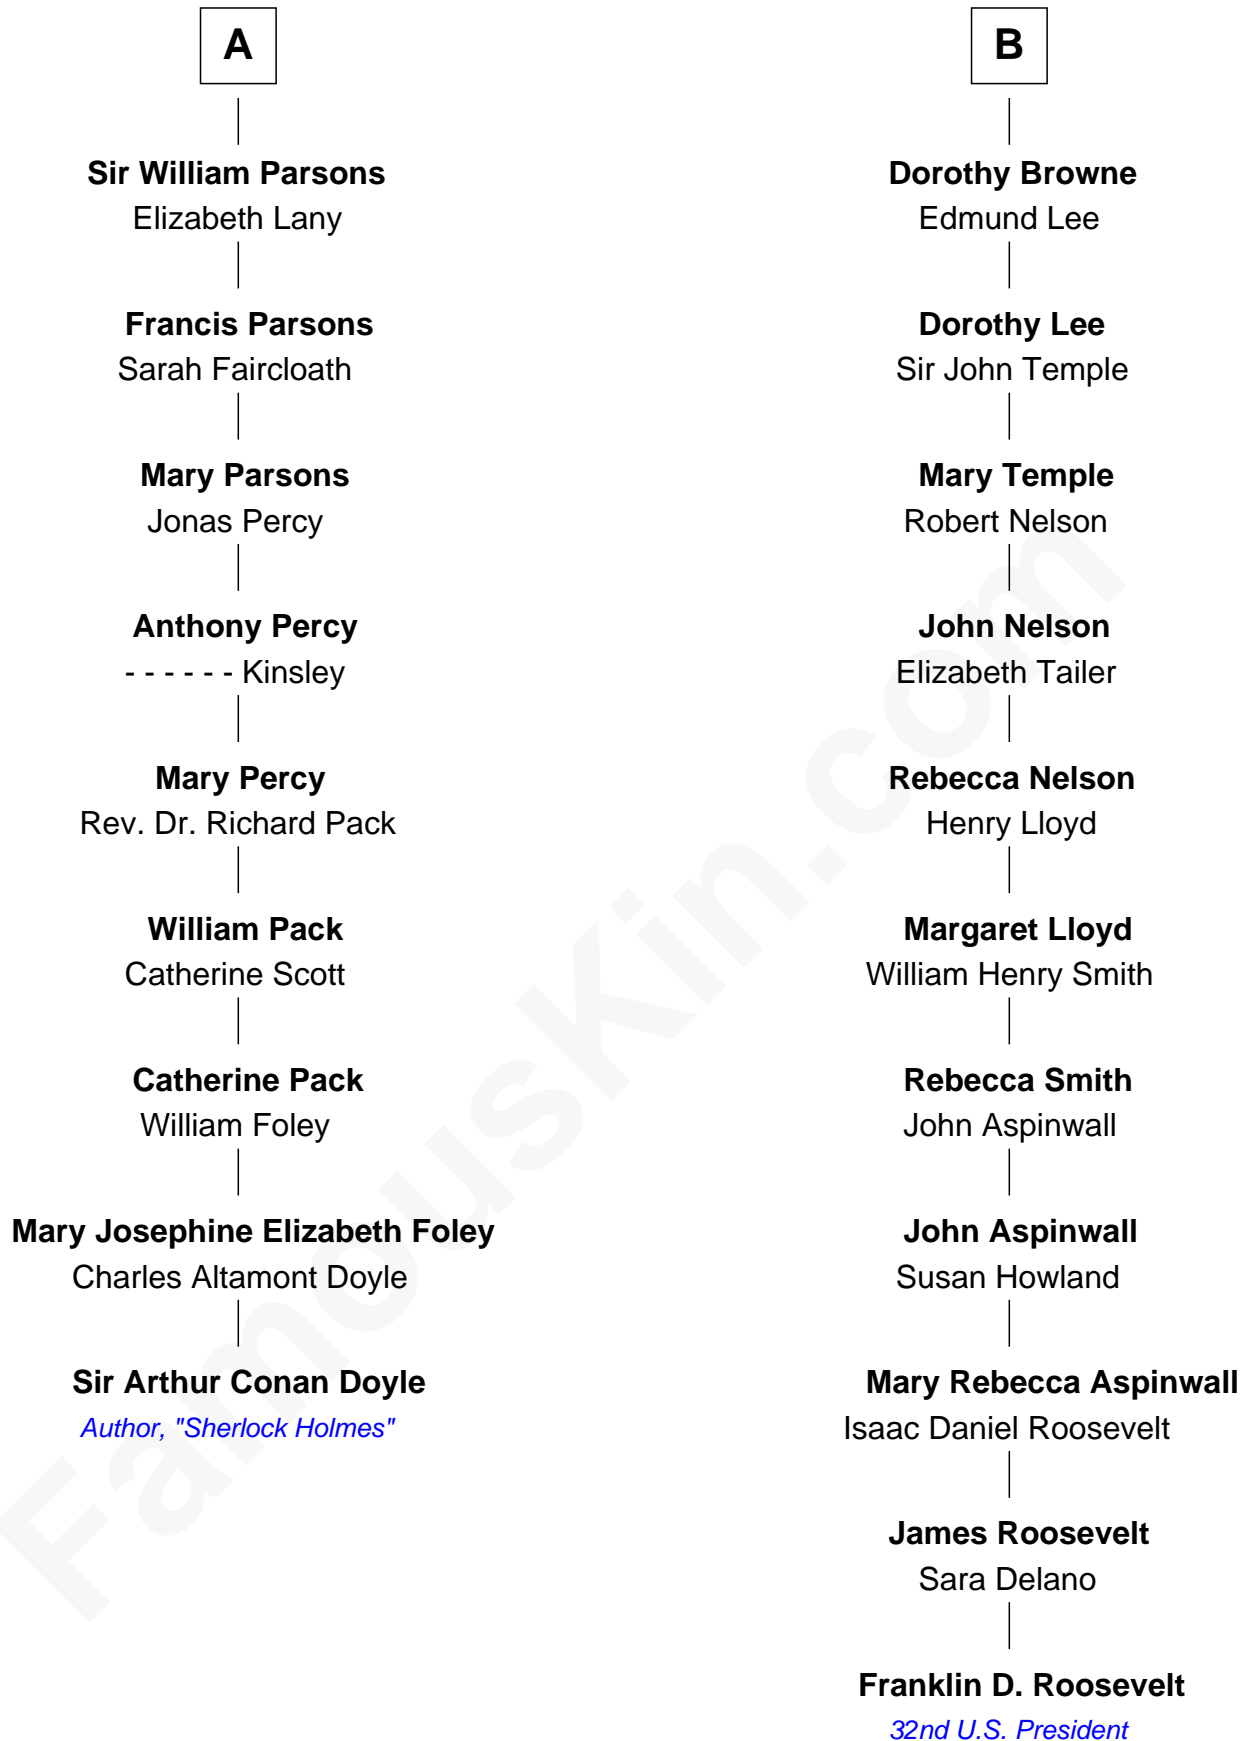 A
Sir William Parsons
Elizabeth Lany
Francis Parsons
Sarah Faircloath
Mary Parsons
Jonas Percy
Anthony Percy
- - - - - - Kinsley
Mary Percy
Rev. Dr. Richard Pack
William Pack
Catherine Scott
Catherine Pack
William Foley
Mary Josephine Elizabeth Foley
Charles Altamont Doyle
Sir Arthur Conan Doyle
Author, "Sherlock Holmes"
B
Dorothy Browne
Edmund Lee
Dorothy Lee
Sir John Temple
Mary Temple
Robert Nelson
John Nelson
Elizabeth Tailer
Rebecca Nelson
Henry Lloyd
Margaret Lloyd
William Henry Smith
Rebecca Smith
John Aspinwall
John Aspinwall
Susan Howland
Mary Rebecca Aspinwall
Isaac Daniel Roosevelt
James Roosevelt
Sara Delano
Franklin D. Roosevelt
32nd U.S. President
FamousKin.com